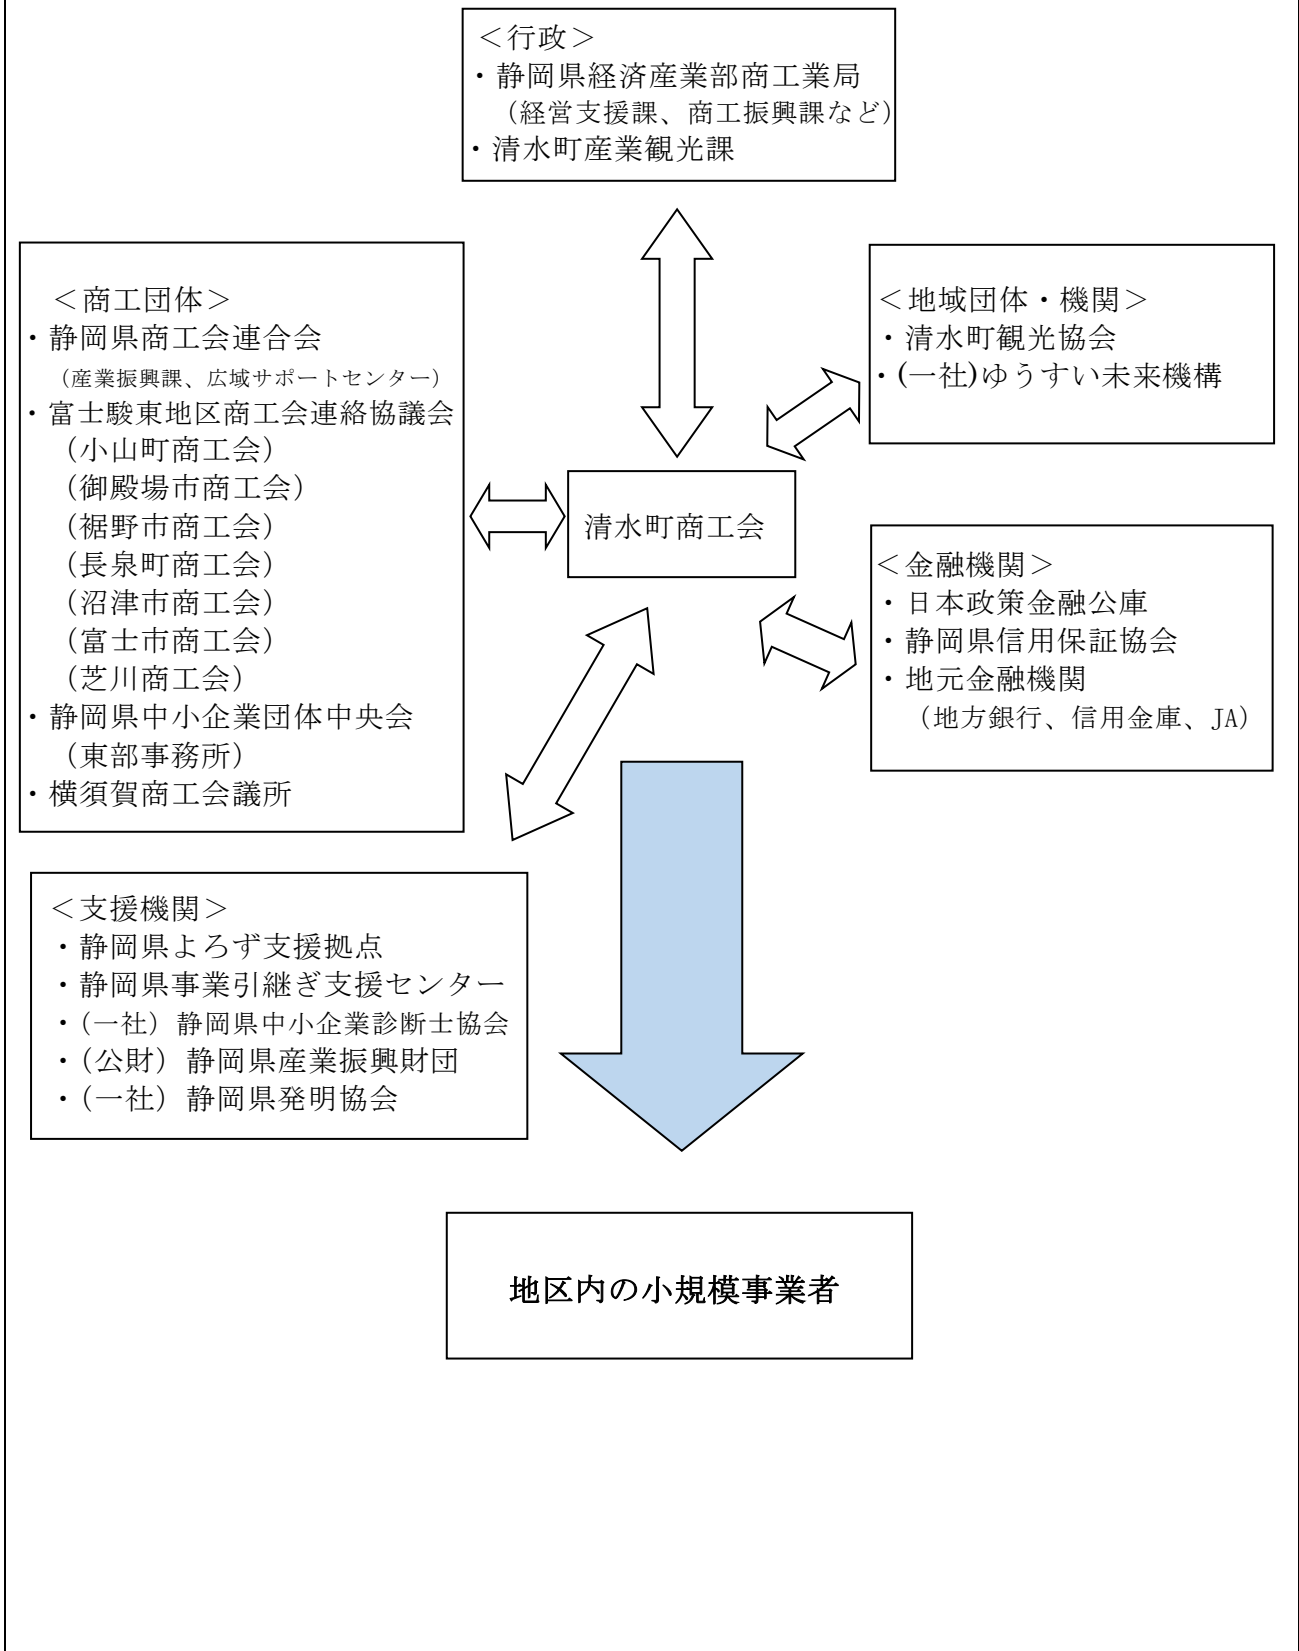 ＜行政＞
・静岡県経済産業部商工業局
（経営支援課、商工振興課など）
・清水町産業観光課
＜商工団体＞
・静岡県商工会連合会
（産業振興課、広域サポートセンター）
・富士駿東地区商工会連絡協議会
（小山町商工会）
（御殿場市商工会）
（裾野市商工会）
（長泉町商工会）
（沼津市商工会）
（富士市商工会）
（芝川商工会）
・静岡県中小企業団体中央会
（東部事務所）
・横須賀商工会議所
＜地域団体・機関＞
・清水町観光協会
・(一社)ゆうすい未来機構
清水町商工会
＜金融機関＞
・日本政策金融公庫
・静岡県信用保証協会
・地元金融機関
（地方銀行、信用金庫、JA）
＜支援機関＞
・静岡県よろず支援拠点
・静岡県事業引継ぎ支援センター
・（一社）静岡県中小企業診断士協会
・（公財）静岡県産業振興財団
・（一社）静岡県発明協会
地区内の小規模事業者